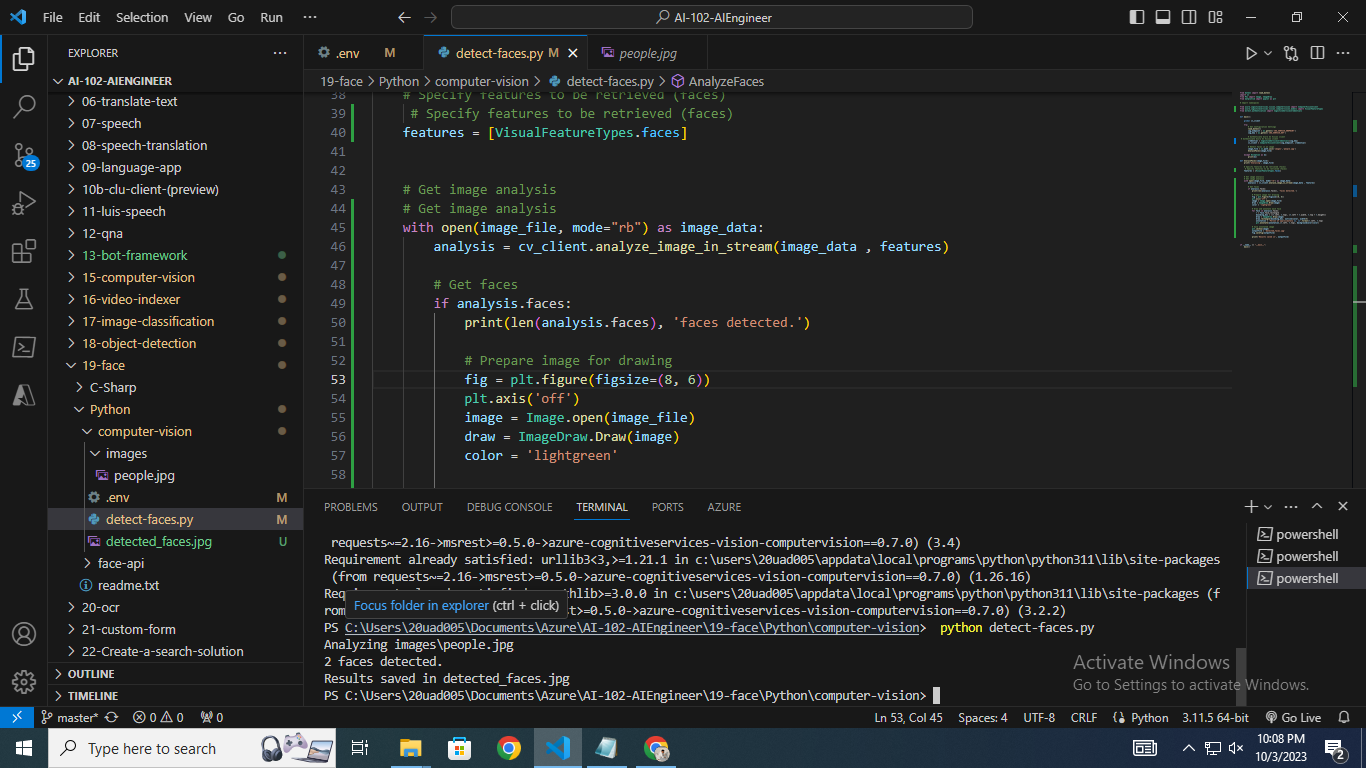 File Edit Selection View Go Run ··· AI-102-AIEngineer
EXPLORER ···
AI-102-AIENGINEER
06-translate-text
07-speech
08-speech-translation
09-language-app
10b-clu-client-(preview)
11-luis-speech
12-qna
13-bot-framework
15-computer-vision
16-video-indexer
17-image-classification
18-object-detection
19-face
C-Sharp
Python
computer-vision
images
people.jpg
.env M
detect-faces.py M
detected_faces.jpg U
face-api
readme.txt
20-ocr
21-custom-form
22-Create-a-search-solution
OUTLINE
TIMELINE
25
.env M detect-faces.py M people.jpg
19-face > Python > computer-vision > detect-faces.py > AnalyzeFaces
38 # Specify features to be retrieved (faces)
39 # Specify features to be retrieved (faces)
40 features = [VisualFeatureTypes.faces]
41
42
43 # Get image analysis
44 # Get image analysis
45 with open(image_file, mode="rb") as image_data:
46 analysis = cv_client.analyze_image_in_stream(image_data , features)
47
48 # Get faces
49 if analysis.faces:
50 print(len(analysis.faces), 'faces detected.')
51
52 # Prepare image for drawing
53 fig = plt.figure(figsize=(8, 6))
54 plt.axis('off')
55 image = Image.open(image_file)
56 draw = ImageDraw.Draw(image)
57 color = 'lightgreen'
58
PROBLEMS OUTPUT DEBUG CONSOLE TERMINAL PORTS AZURE
requests~=2.16->msrest>=0.5.0->azure-cognitiveservices-vision-computervision==0.7.0) (3.4)
Requirement already satisfied: urllib3<3,>=1.21.1 in c:\users\20uad005\appdata\local\programs\python\python311\lib\site-packages
(from requests~=2.16->msrest>=0.5.0->azure-cognitiveservices-vision-computervision==0.7.0) (1.26.16)
>=3.0.0 in c:\users\20uad005\appdata\local\programs\python\python311\lib\site-packages (f
Focus folder in explorer (ctrl + click)
>=0.5.0->azure-cognitiveservices-vision-computervision==0.7.0) (3.2.2)
PS C:\Users\20uad005\Documents\Azure\AI-102-AIEngineer\19-face\Python\computer-vision> python detect-faces.py
Analyzing images\people.jpg
2 faces detected.
Results saved in detected_faces.jpg
PS C:\Users\20uad005\Documents\Azure\AI-102-AIEngineer\19-face\Python\computer-vision>
powershell
powershell
powershell
Activate Windows
Go to Settings to activate Windows.
master* 0 0 0 Ln 53, Col 45 Spaces: 4 UTF-8 CRLF Python 3.11.5 64-bit Go Live
Type here to search
10:08 PM
10/3/2023
2